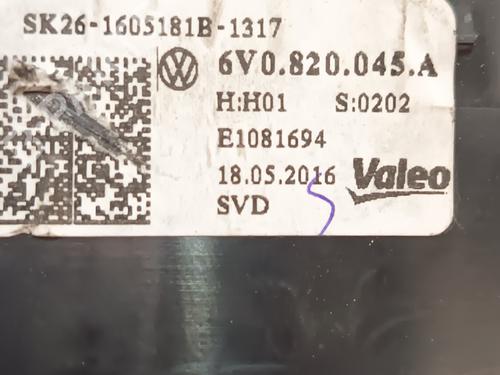 SK26-1605181B-1317
6V0.820.045.A
H:H01 S:0202
E1081694
18.05.2016 Valeo
SVD